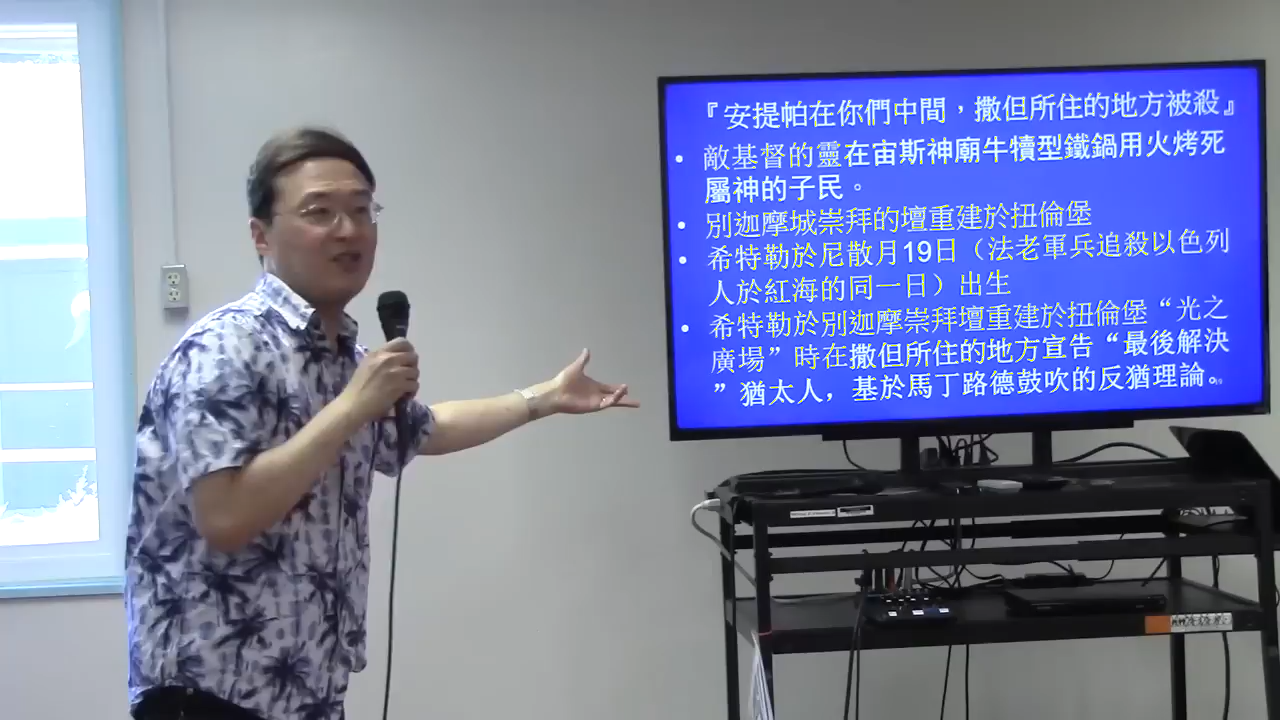 『安提帕在你們中間，撒但所住的地方被殺』
• 敵基督的靈在宙斯神廟牛犢型鐵鍋用火烤死
屬神的子民。
• 別迦摩城崇拜的壇重建於扭倫堡
• 希特勒於尼散月19日（法老軍兵追殺以色列
人於紅海的同一日）出生
• 希特勒於別迦摩崇拜壇重建於扭倫堡“光之
廣場”時在撒但所住的地方宣告“最後解決
”猶太人，基於馬丁路德鼓吹的反猶理論。